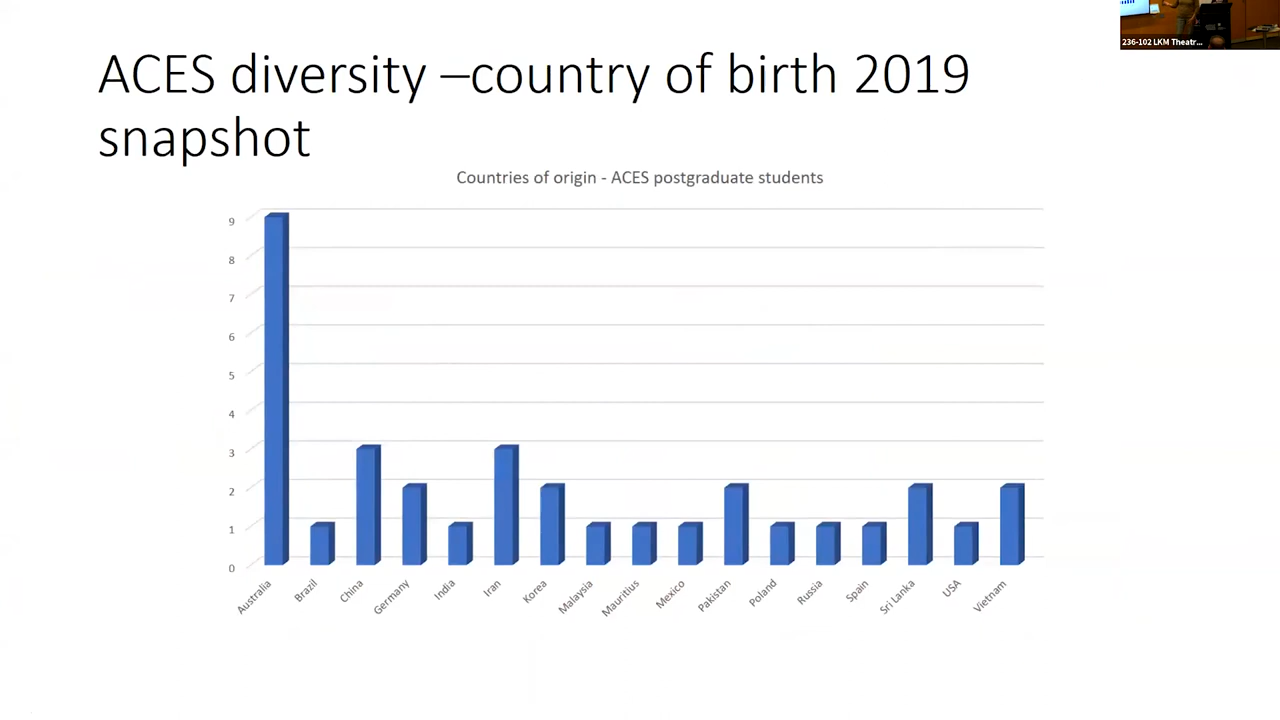 236-102 LKM Theatr...
ACES diversity –country of birth 2019
snapshot
Countries of origin - ACES postgraduate students
9
8
7
6
5
4
3
2
1
0
Australia
Brazil
China
Germany
India
Iran
Korea
Malaysia
Mauritius
Mexico
Pakistan
Poland
Russia
Spain
Sri Lanka
USA
Vietnam